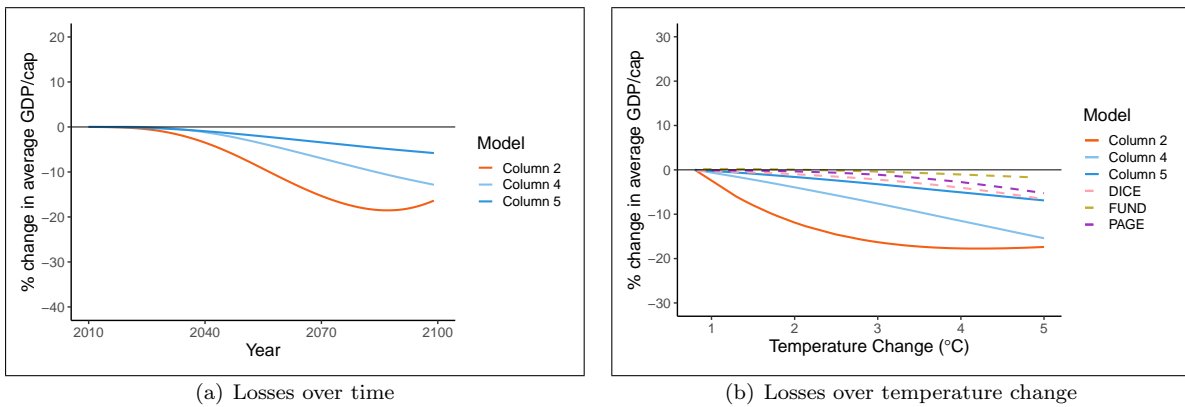 % change in average GDP/cap
20
10
0
−10
−20
−30
−40
2010 2040 2070 2100
Year
Model
Column 2
Column 4
Column 5
(a) Losses over time
% change in average GDP/cap
30
20
10
0
−10
−20
−30
1 2 3 4 5
Temperature Change (°C)
Model
Column 2
Column 4
Column 5
DICE
FUND
PAGE
(b) Losses over temperature change